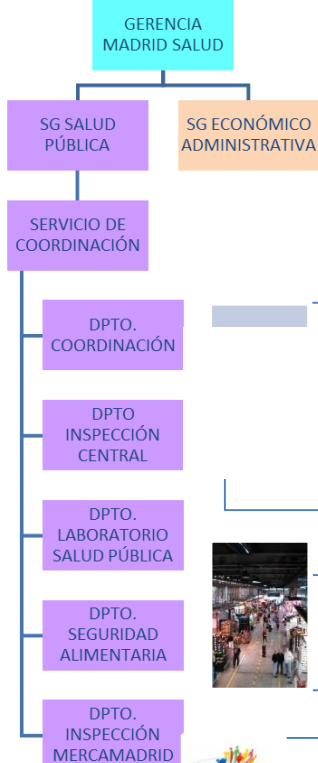 GERENCIA
MADRID SALUD
SG SALUD
PÚBLICA
SG ECONÓMICO
ADMINISTRATIVA
SERVICIO DE
COORDINACIÓN
DPTO.
COORDINACIÓN
DPTO
INSPECCIÓN
CENTRAL
DPTO.
LABORATORIO
SALUD PÚBLICA
DPTO.
SEGURIDAD
ALIMENTARIA
DPTO.
INSPECCIÓN
MERCAMADRID